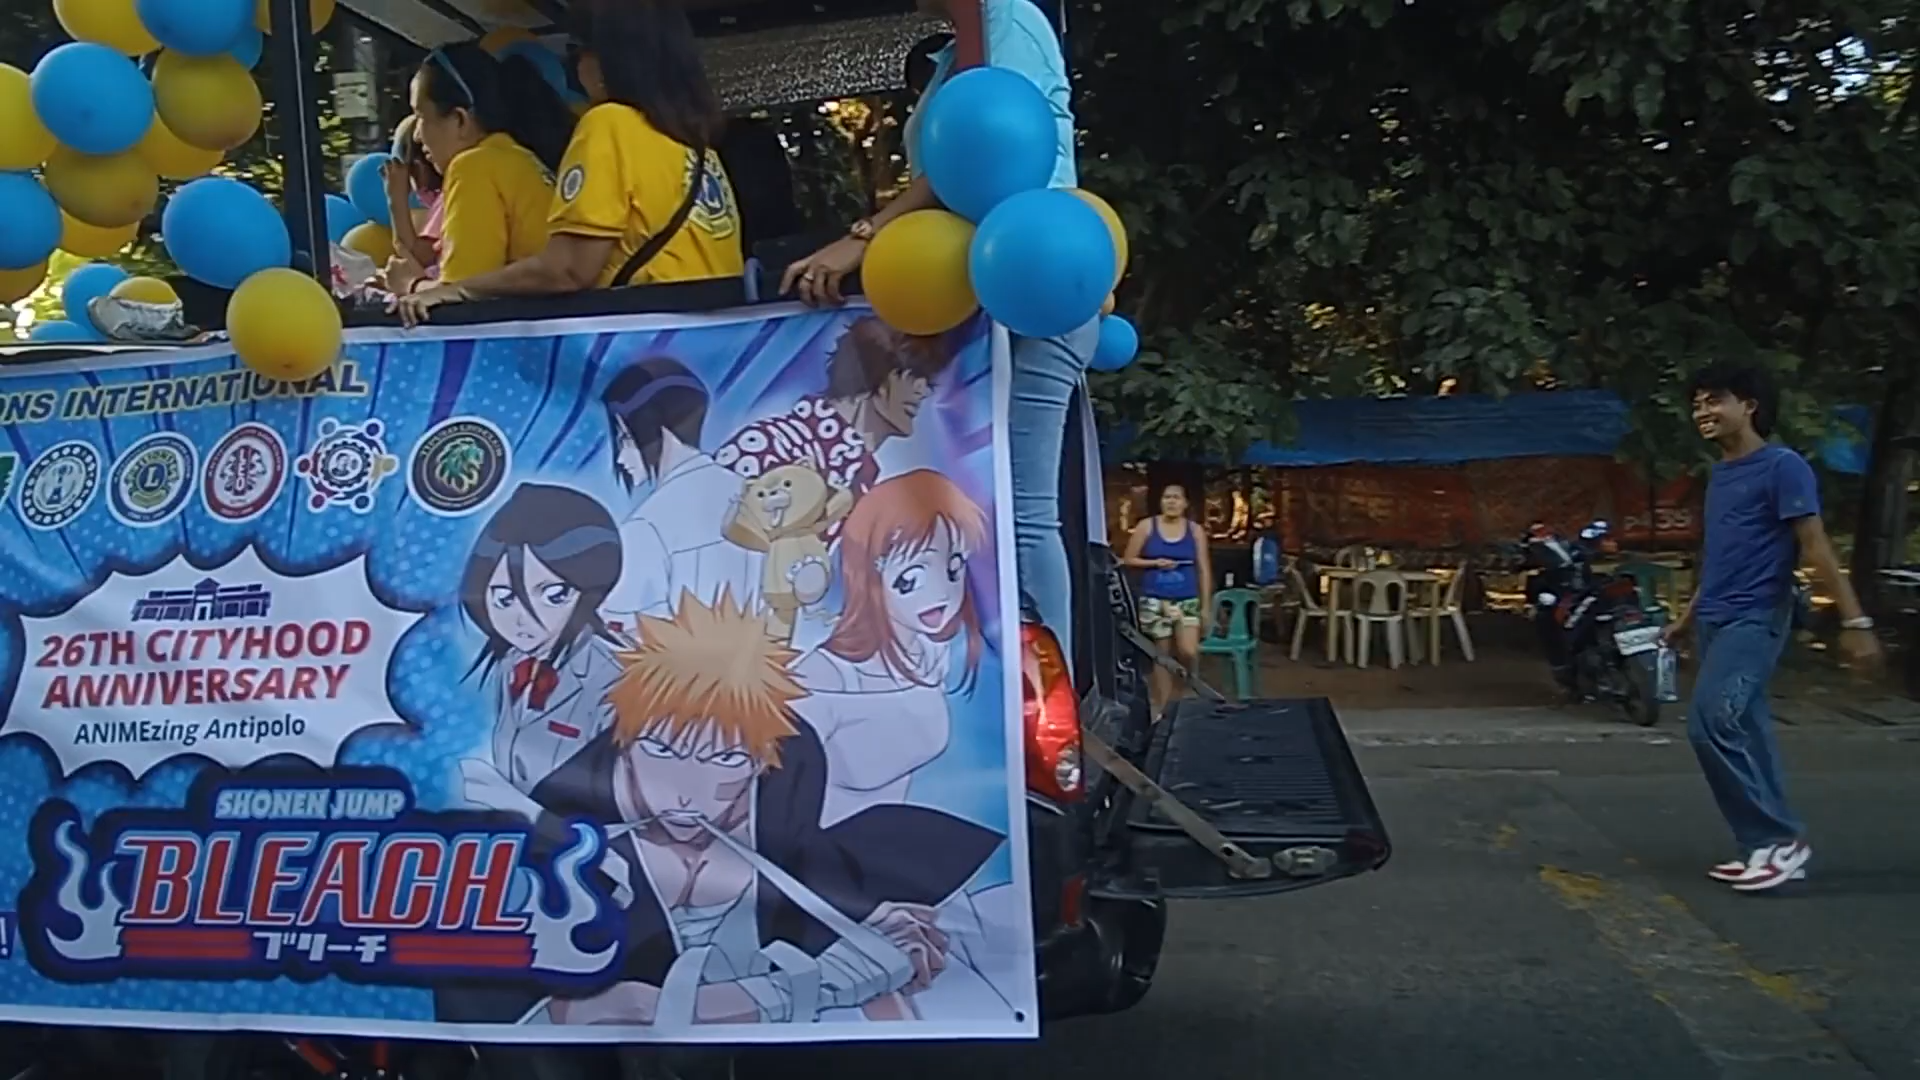 ONS INTERNATIONAL
26TH CITYHOOD
ANNIVERSARY
ANIMEzing Antipolo
SHONEN JUMP
BLEACH
ブリーチ